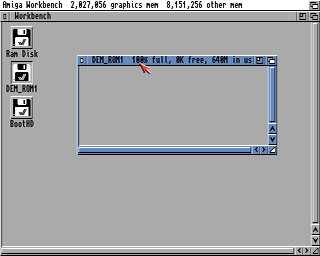 Amiga Workbench 2,027,056 graphics mem 8,151,256 other mem
Workbench
Ram Disk
DEM_ROM1 100% full, 0K free, 640M in us
DEM_ROM1
BootHD